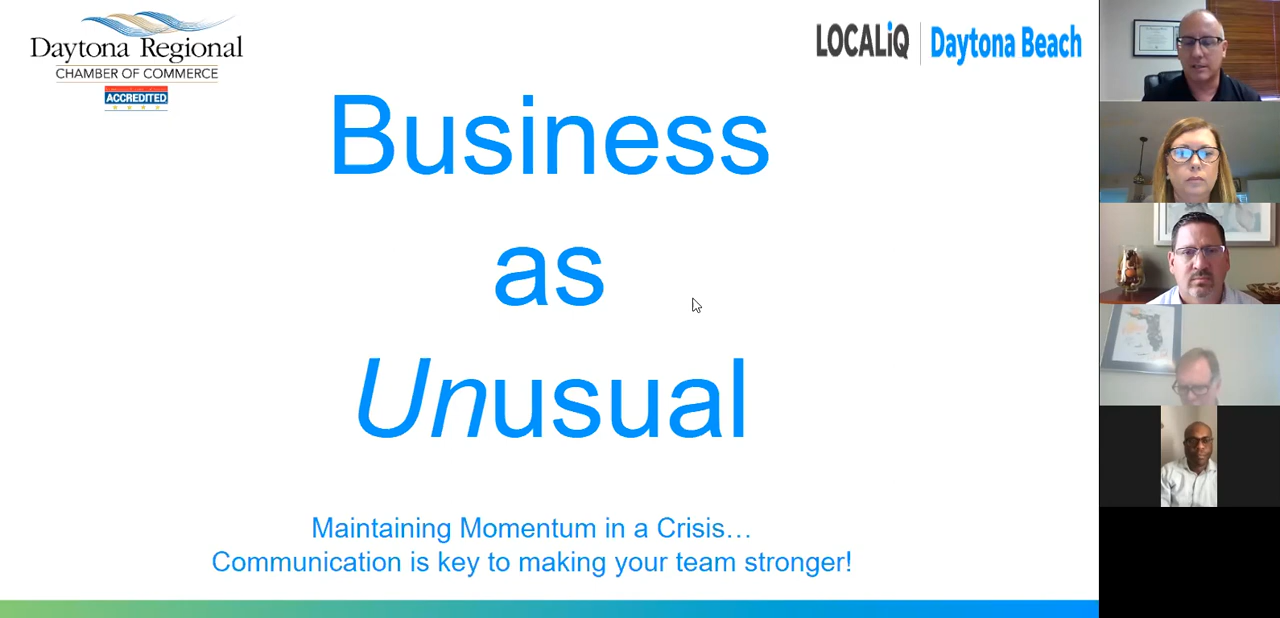 Daytona Regional
CHAMBER OF COMMERCE
ACCREDITED
LOCALiQ | Daytona Beach
Business
as
Unusual
Maintaining Momentum in a Crisis…
Communication is key to making your team stronger!